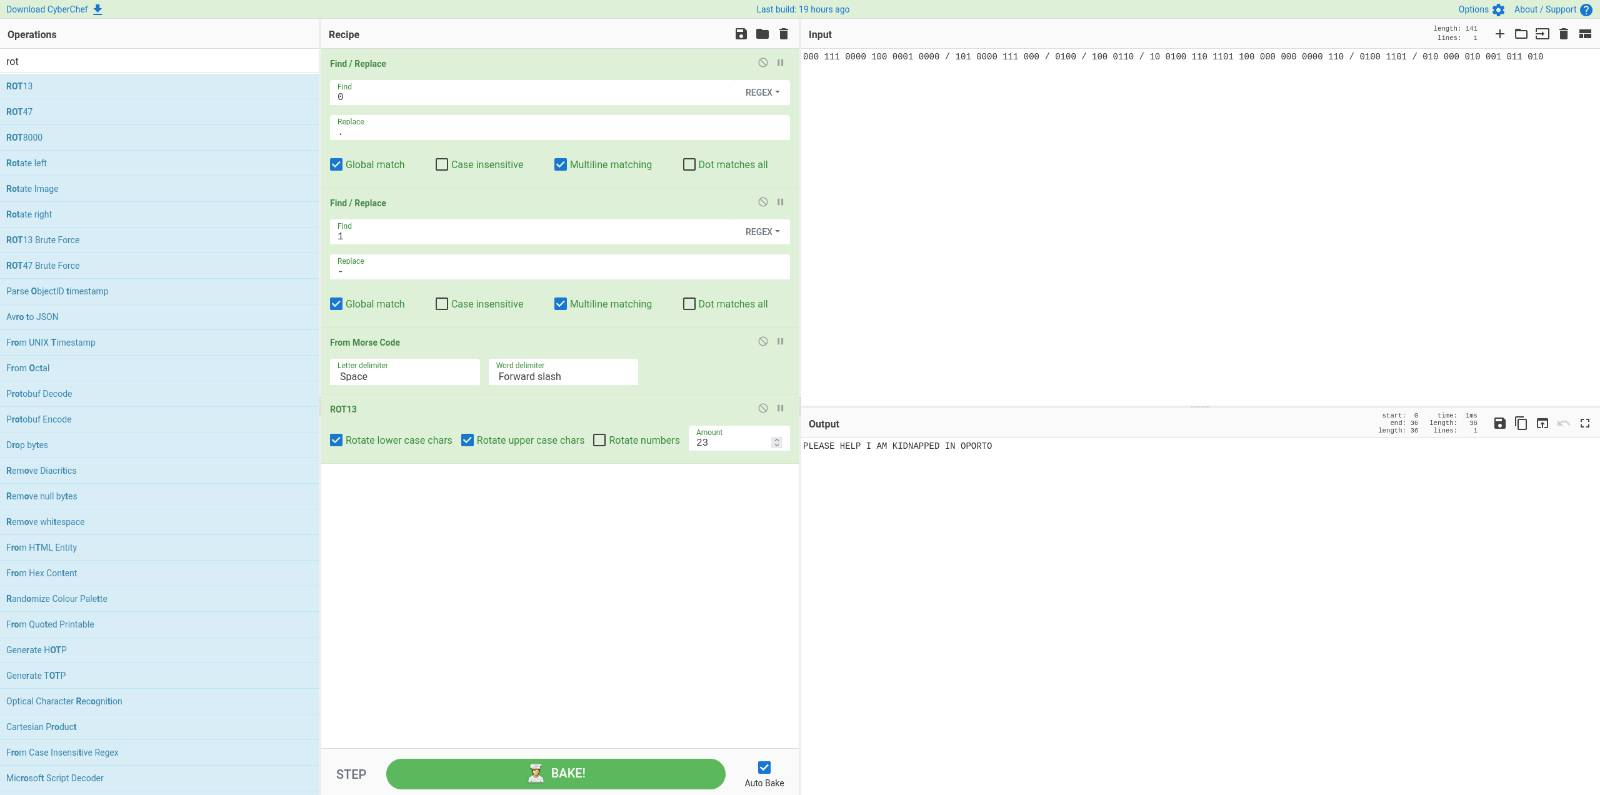 Download CyberChef
Last build: 19 hours ago
Options
About / Support
Operations
rot
ROT13
ROT47
ROT8000
Rotate left
Rotate Image
Rotate right
ROT13 Brute Force
ROT47 Brute Force
Parse ObjectID timestamp
Avro to JSON
From UNIX Timestamp
From Octal
Protobuf Decode
Protobuf Encode
Drop bytes
Remove Diacritics
Remove null bytes
Remove whitespace
From HTML Entity
From Hex Content
Randomize Colour Palette
From Quoted Printable
Generate HOTP
Generate TOTP
Optical Character Recognition
Cartesian Product
From Case Insensitive Regex
Microsoft Script Decoder
Recipe
Find / Replace
Find
0
REGEX
Replace
.
Global match
Case insensitive
Multiline matching
Dot matches all
Find / Replace
Find
1
REGEX
Replace
-
Global match
Case insensitive
Multiline matching
Dot matches all
From Morse Code
Letter delimiter
Space
Word delimiter
Forward slash
ROT13
Rotate lower case chars
Rotate upper case chars
Rotate numbers
Amount
23
STEP
BAKE!
Auto Bake
Input
length: 141
lines: 1
000 111 0000 100 0001 0000 / 101 0000 111 000 / 0100 / 100 0110 / 10 0100 110 1101 100 000 000 0000 110 / 0100 1101 / 010 000 010 001 011 010
Output
start: 0
end: 36
length: 36
time: 1ms
length: 36
lines: 1
PLEASE HELP I AM KIDNAPPED IN OPORTO